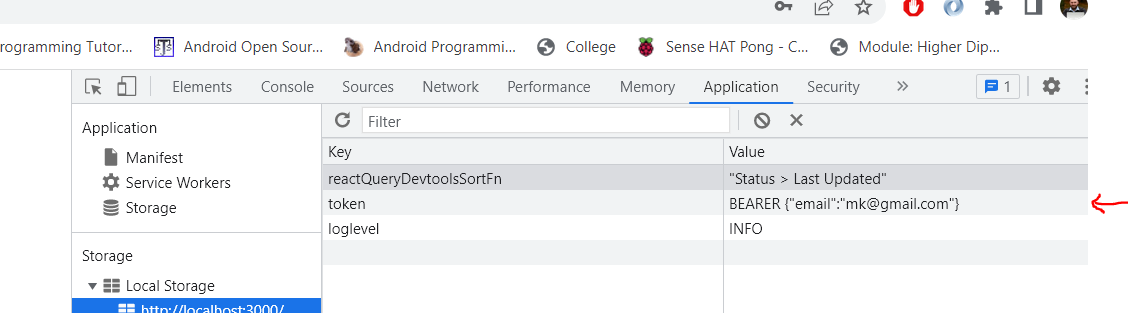 rogramming Tutor... Android Open Sour... Android Programmi... College Sense HAT Pong - C... Module: Higher Dip...
Elements Console Sources Network Performance Memory Application Security » 1
Application
Manifest
Service Workers
Storage
Storage
Local Storage
http://localhost:3000/
Filter
Key Value
reactQueryDevtoolsSortFn "Status > Last Updated"
token BEARER {"email":"mk@gmail.com"}
loglevel INFO